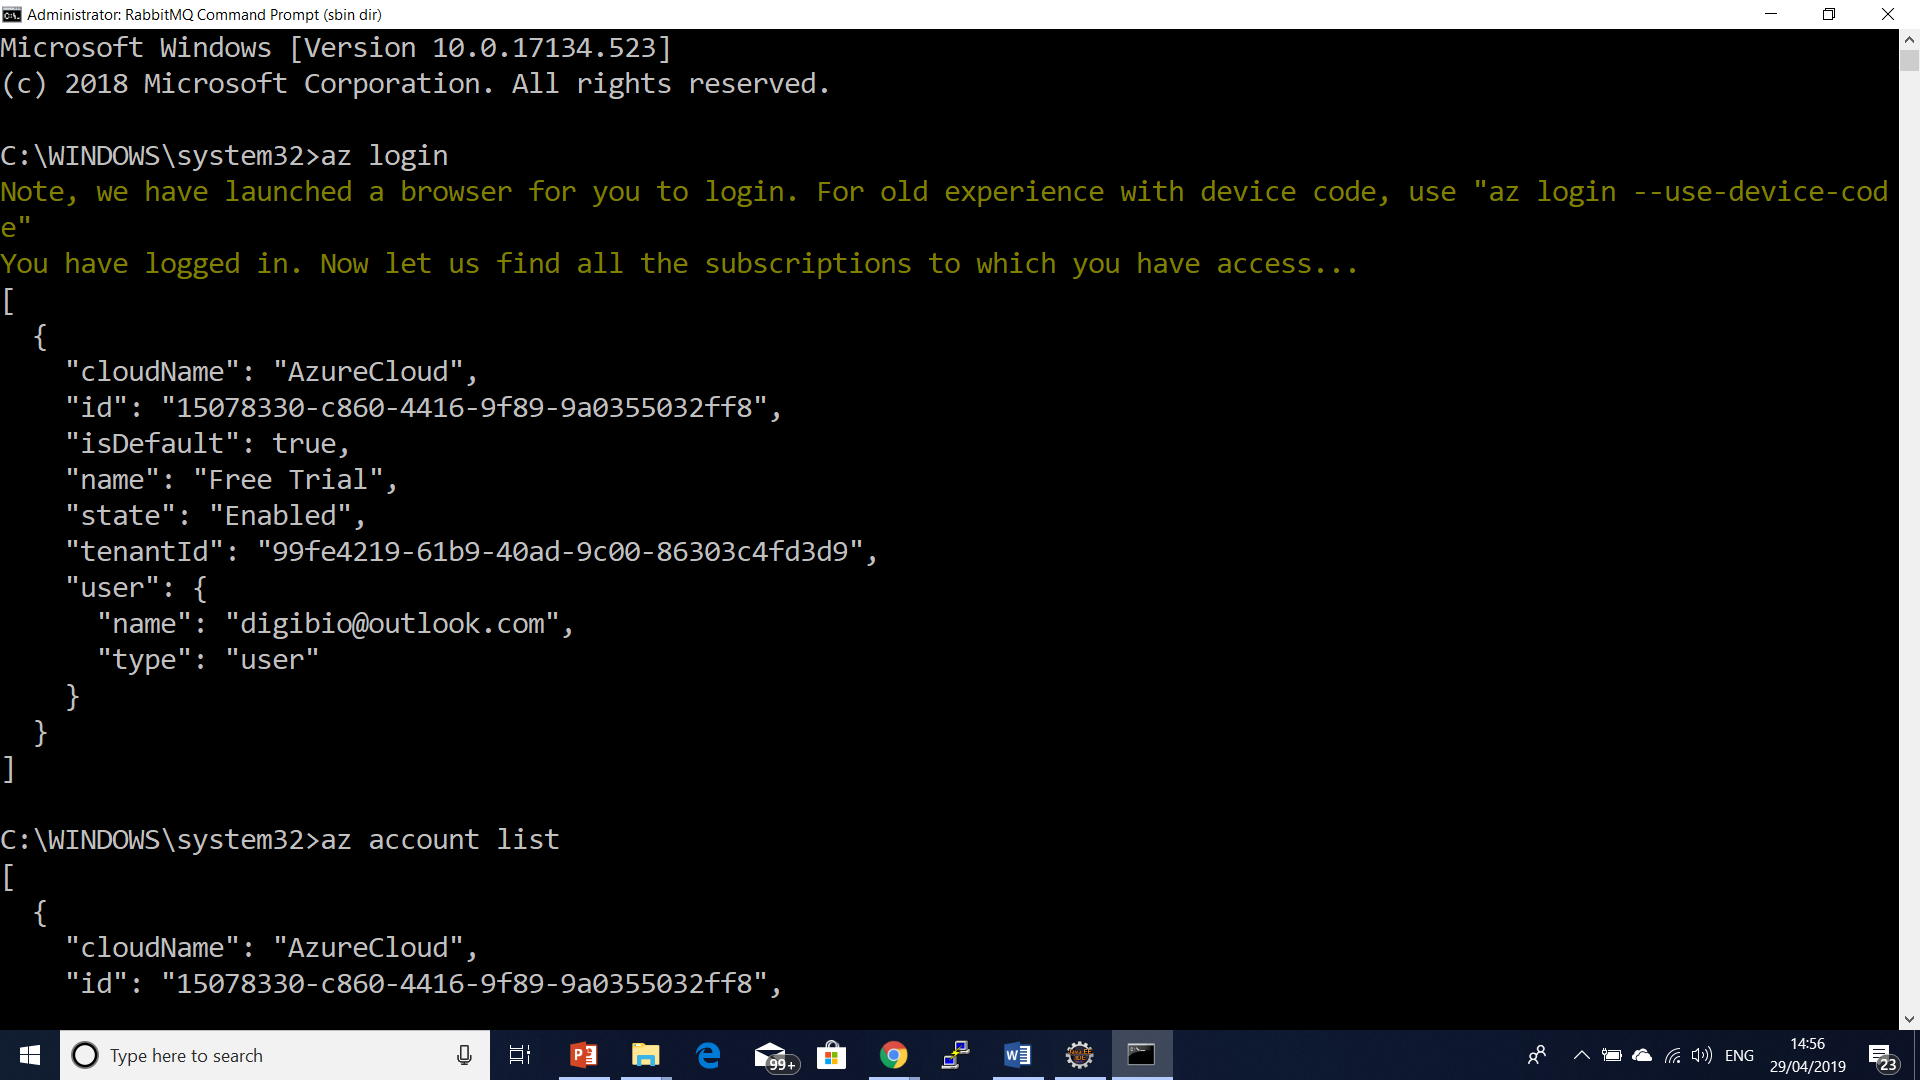 Administrator: RabbitMQ Command Prompt (sbin dir)
Microsoft Windows [Version 10.0.17134.523]
(c) 2018 Microsoft Corporation. All rights reserved.
C:\WINDOWS\system32>az login
Note, we have launched a browser for you to login. For old experience with device code, use "az login --use-device-cod
e"
You have logged in. Now let us find all the subscriptions to which you have access...
[
  {
    "cloudName": "AzureCloud",
    "id": "15078330-c860-4416-9f89-9a0355032ff8",
    "isDefault": true,
    "name": "Free Trial",
    "state": "Enabled",
    "tenantId": "99fe4219-61b9-40ad-9c00-86303c4fd3d9",
    "user": {
      "name": "digibio@outlook.com",
      "type": "user"
    }
  }
]
C:\WINDOWS\system32>az account list
[
  {
    "cloudName": "AzureCloud",
    "id": "15078330-c860-4416-9f89-9a0355032ff8",
Type here to search
99+
ENG
14:56
29/04/2019
23